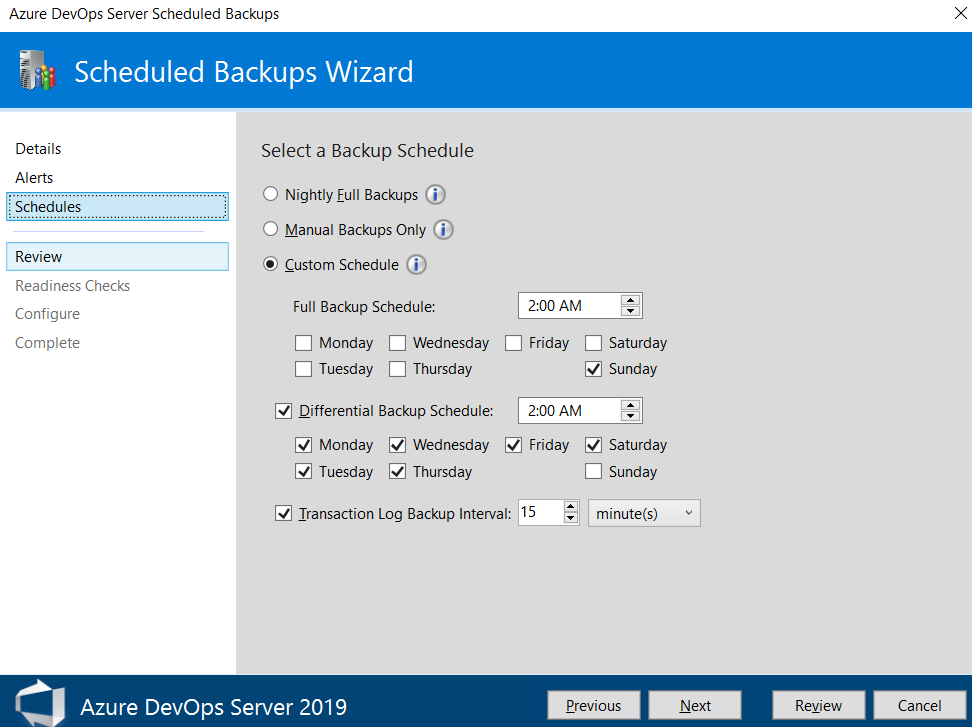 Azure DevOps Server Scheduled Backups
Scheduled Backups Wizard
Details
Alerts
Schedules
Review
Readiness Checks
Configure
Complete
Select a Backup Schedule
Nightly Full Backups
Manual Backups Only
Custom Schedule
Full Backup Schedule: 2:00 AM
Monday Wednesday Friday Saturday
Tuesday Thursday Sunday
Differential Backup Schedule: 2:00 AM
Monday Wednesday Friday Saturday
Tuesday Thursday Sunday
Transaction Log Backup Interval: 15 minute(s)
Azure DevOps Server 2019
Previous Next Review Cancel